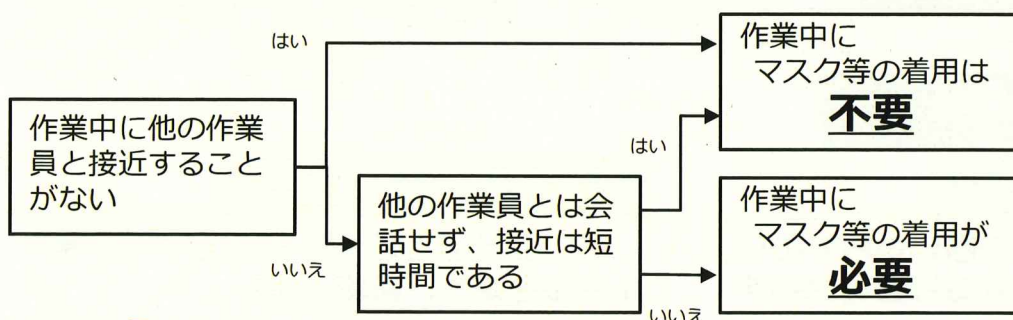 作業中に他の作業
員と接近すること
がない
はい
いいえ
他の作業員とは会
話せず、接近は短
時間である
はい
いいえ
作業中に
マスク等の着用は
不要
作業中に
マスク等の着用が
必要